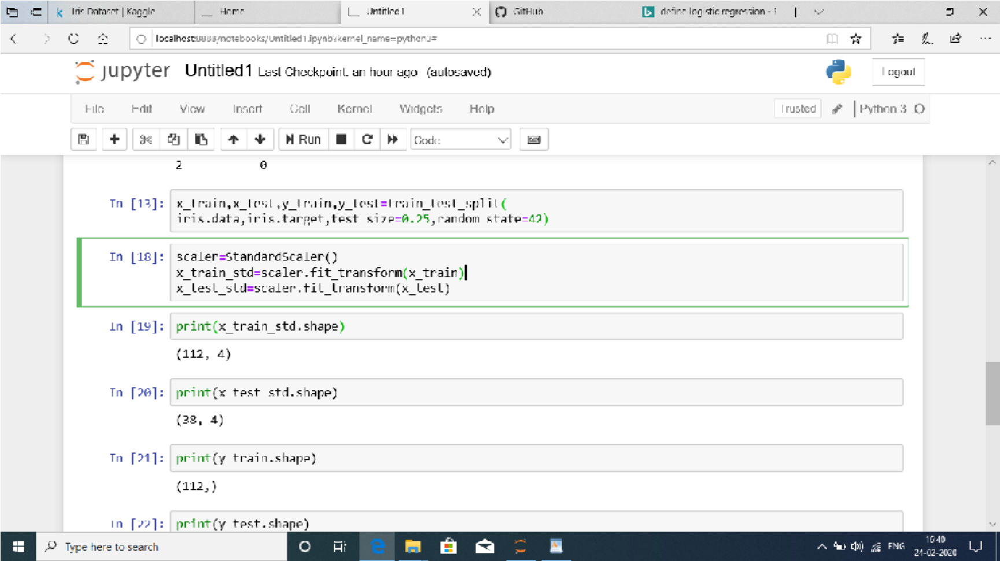 Iris Dataset | Kaggle
Home
Untitled1
GitHub
define logistic regression -
localhost:8888/notebooks/Untitled1.ipynb?kernel_name=python3#
jupyter Untitled1 Last Checkpoint: an hour ago (autosaved)
Logout
File Edit View Insert Cell Kernel Widgets Help
Trusted
Python 3
Run
Code
2 0
In [13]: x_train,x_test,y_train,y_test=train_test_split(
iris.data,iris.target,test_size=0.25,random_state=42)
In [18]: scaler=StandardScaler()
x_train_std=scaler.fit_transform(x_train)
x_test_std=scaler.fit_transform(x_test)
In [19]: print(x_train_std.shape)
(112, 4)
In [20]: print(x_test_std.shape)
(38, 4)
In [21]: print(y_train.shape)
(112,)
In [22]: print(y_test.shape)
Type here to search
ENG
16:40
24-02-2020